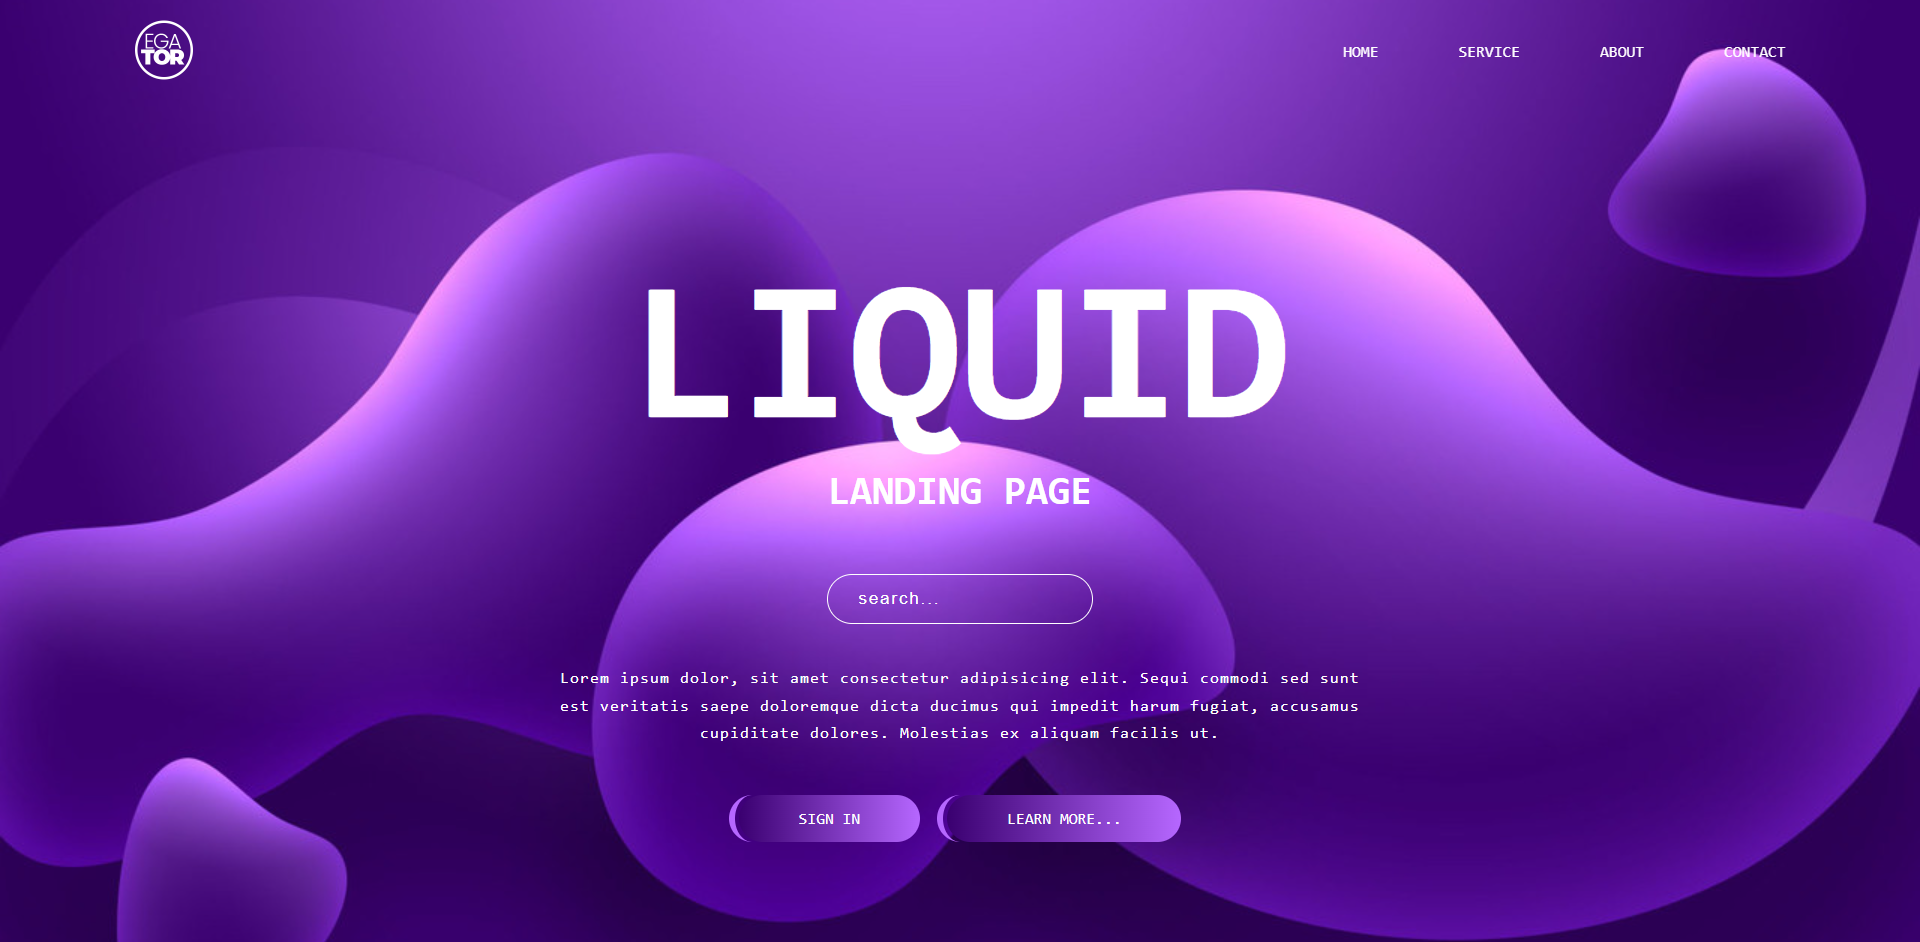 EGA
TOR
HOME SERVICE ABOUT CONTACT
LIQUID
LANDING PAGE
search...
Lorem ipsum dolor, sit amet consectetur adipisicing elit. Sequi commodi sed sunt
est veritatis saepe doloremque dicta ducimus qui impedit harum fugiat, accusamus
cupiditate dolores. Molestias ex aliquam facilis ut.
SIGN IN LEARN MORE...